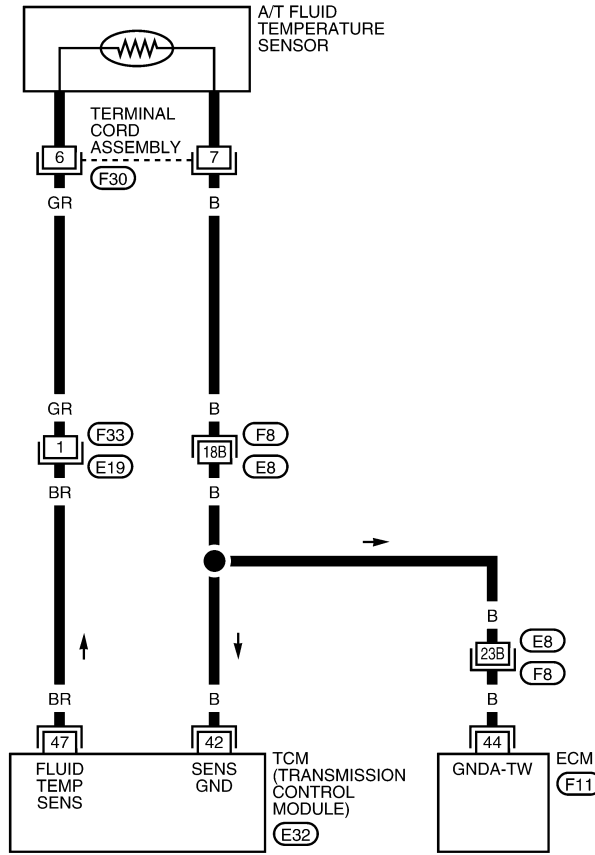 A/T FLUID
TEMPERATURE
SENSOR
TERMINAL
CORD
ASSEMBLY
6
7
F30
GR
B
GR
B
1
F33
E19
18B
F8
E8
BR
B
B
23B
E8
F8
BR
B
B
47
42
44
FLUID
TEMP
SENS
SENS
GND
TCM
(TRANSMISSION
CONTROL
MODULE)
E32
GNDA-TW
ECM
F11